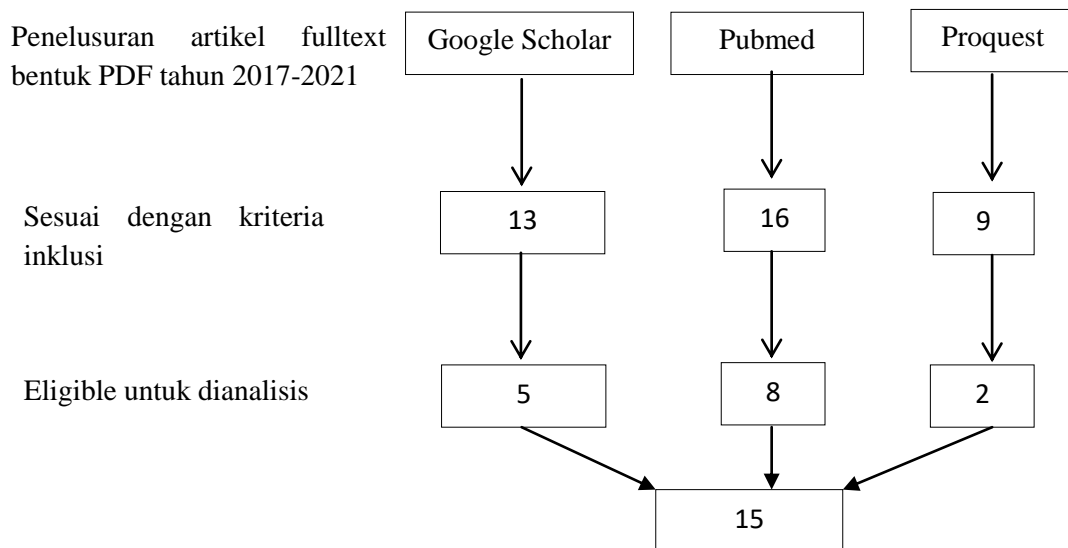 Penelusuran artikel fulltext
bentuk PDF tahun 2017-2021
Google Scholar
Pubmed
Proquest
Sesuai dengan kriteria
inklusi
13
16
9
Eligible untuk dianalisis
5
8
2
15